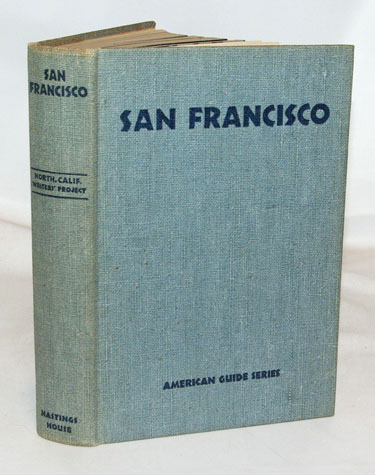 SAN
FRANCISCO
NORTH. CALIF.
WRITERS' PROJECT
HASTINGS
HOUSE
SAN FRANCISCO
AMERICAN GUIDE SERIES